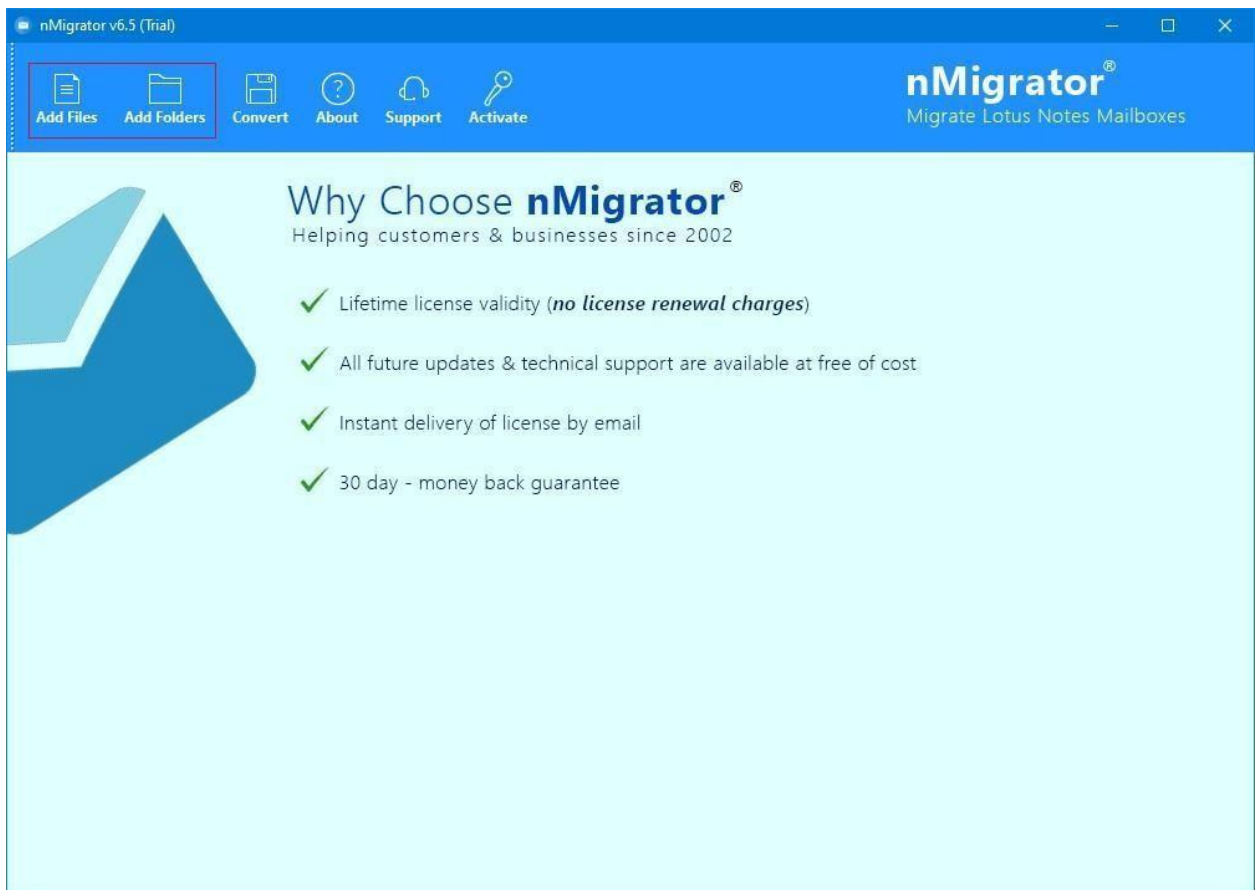 nMigrator v6.5 (Trial)
Add Files Add Folders Convert About Support Activate
nMigrator®
Migrate Lotus Notes Mailboxes
Why Choose nMigrator®
Helping customers & businesses since 2002
Lifetime license validity (no license renewal charges)
All future updates & technical support are available at free of cost
Instant delivery of license by email
30 day - money back guarantee